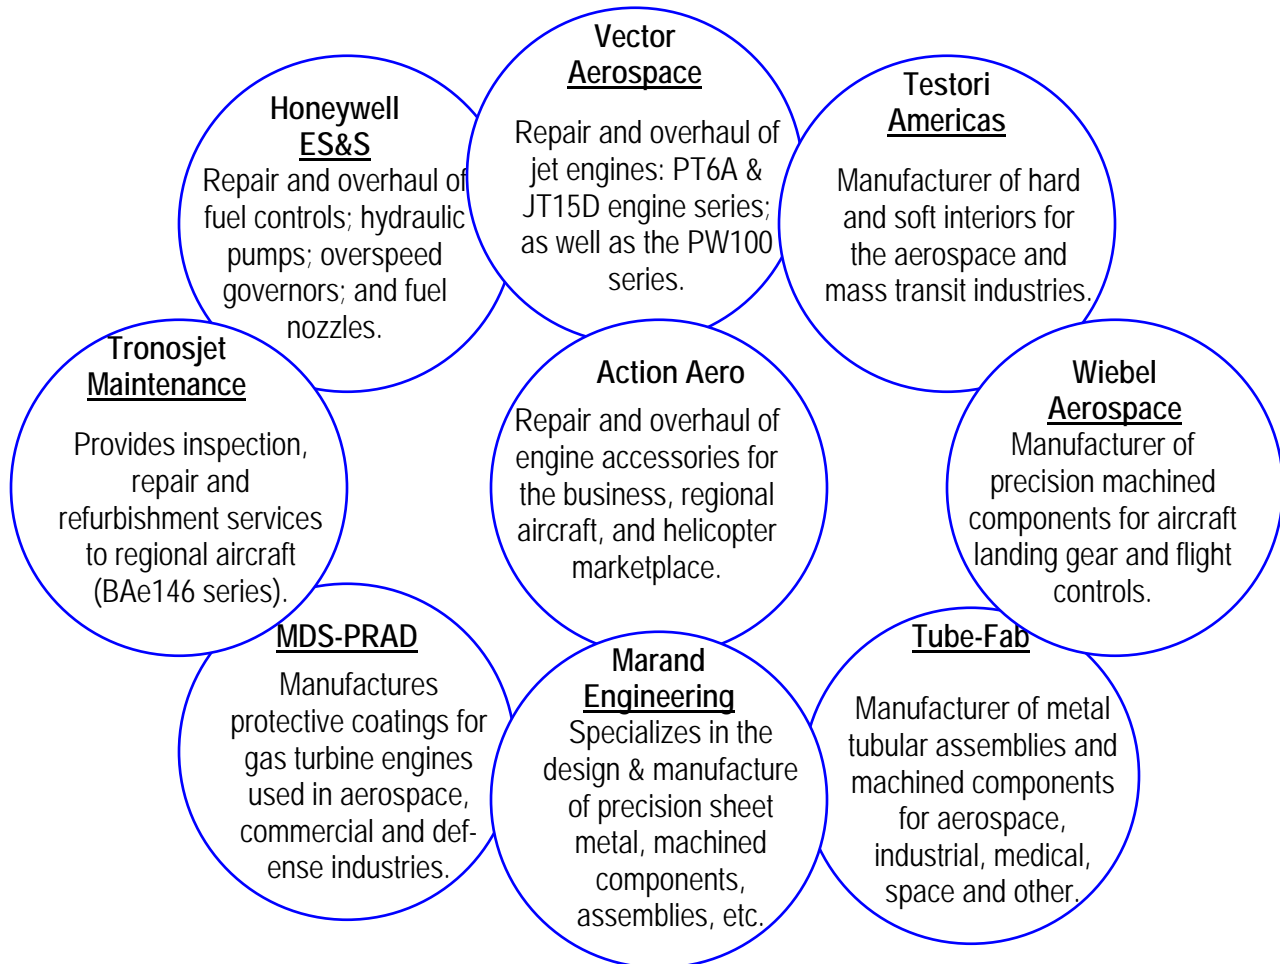 Vector
Aerospace
Repair and overhaul of
jet engines: PT6A &
JT15D engine series;
as well as the PW100
series.
Honeywell
ES&S
Repair and overhaul of
fuel controls; hydraulic
pumps; overspeed
governors; and fuel
nozzles.
Testori
Americas
Manufacturer of hard
and soft interiors for
the aerospace and
mass transit industries.
Tronosjet
Maintenance
Provides inspection,
repair and
refurbishment services
to regional aircraft
(BAe146 series).
Action Aero
Repair and overhaul of
engine accessories for
the business, regional
aircraft, and helicopter
marketplace.
Wiebel
Aerospace
Manufacturer of
precision machined
components for aircraft
landing gear and flight
controls.
MDS-PRAD
Manufactures
protective coatings for
gas turbine engines
used in aerospace,
commercial and def-
ense industries.
Marand
Engineering
Specializes in the
design & manufacture
of precision sheet
metal, machined
components,
assemblies, etc.
Tube-Fab
Manufacturer of metal
tubular assemblies and
machined components
for aerospace,
industrial, medical,
space and other.